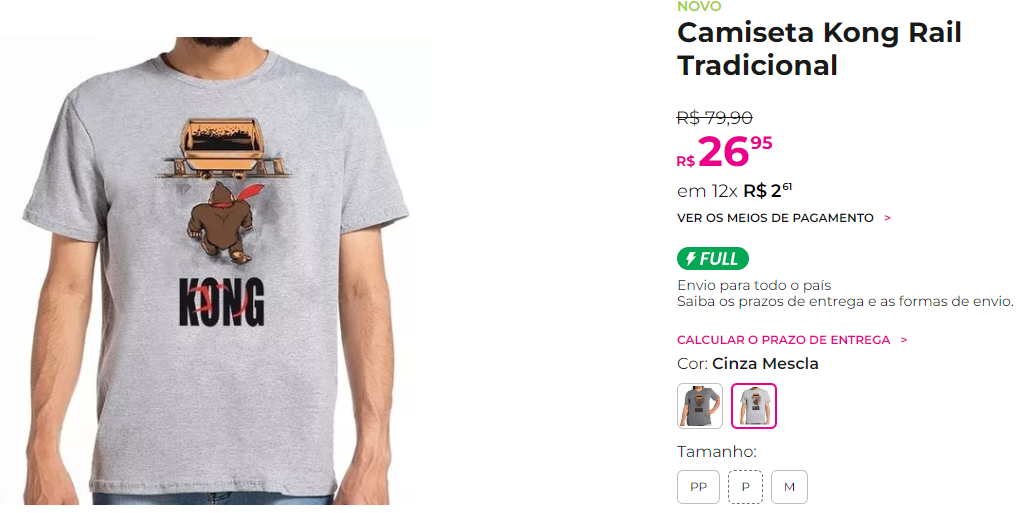 NOVO
Camiseta Kong Rail
Tradicional
R$ 79,90
R$ 26 95
em 12x R$ 2 61
VER OS MEIOS DE PAGAMENTO >
FULL
Envio para todo o país
Saiba os prazos de entrega e as formas de envio.
CALCULAR O PRAZO DE ENTREGA >
Cor: Cinza Mescla
Tamanho:
PP P M
KONG